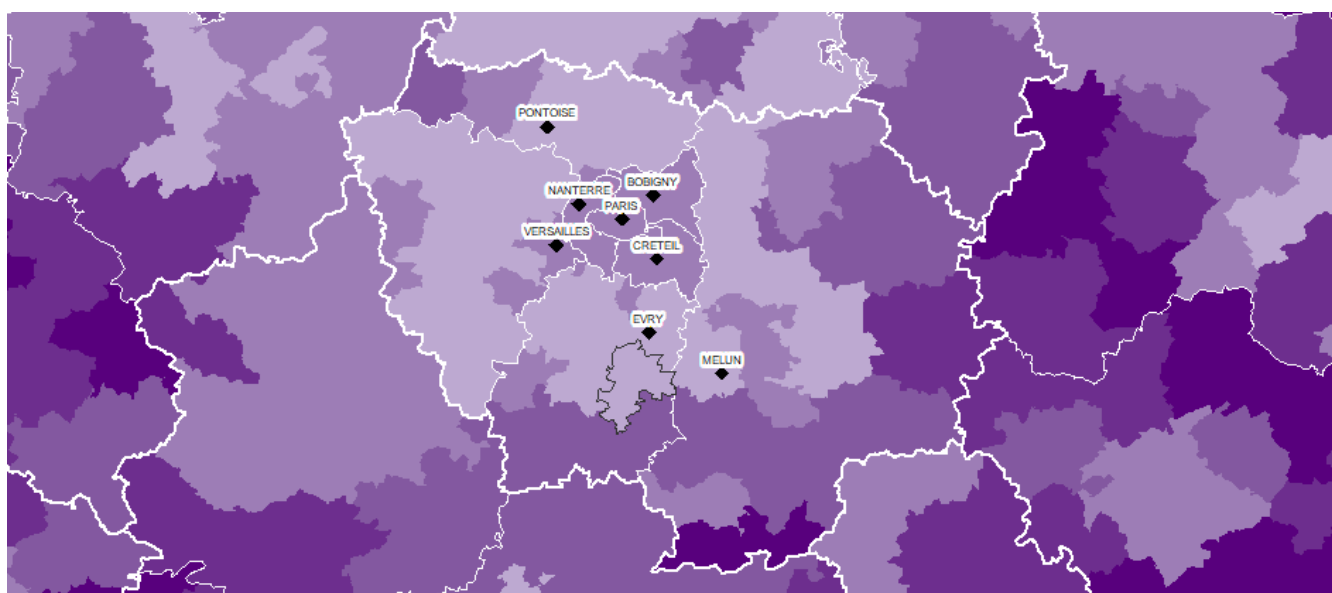 PONTOISE
BOBIGNY
NANTERRE
PARIS
VERSAILLES
CRETEIL
EVRY
MELUN